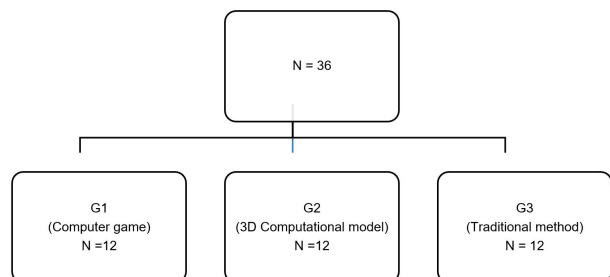 N = 36
G1
(Computer game)
N =12
G2
(3D Computational model)
N =12
G3
(Traditional method)
N = 12